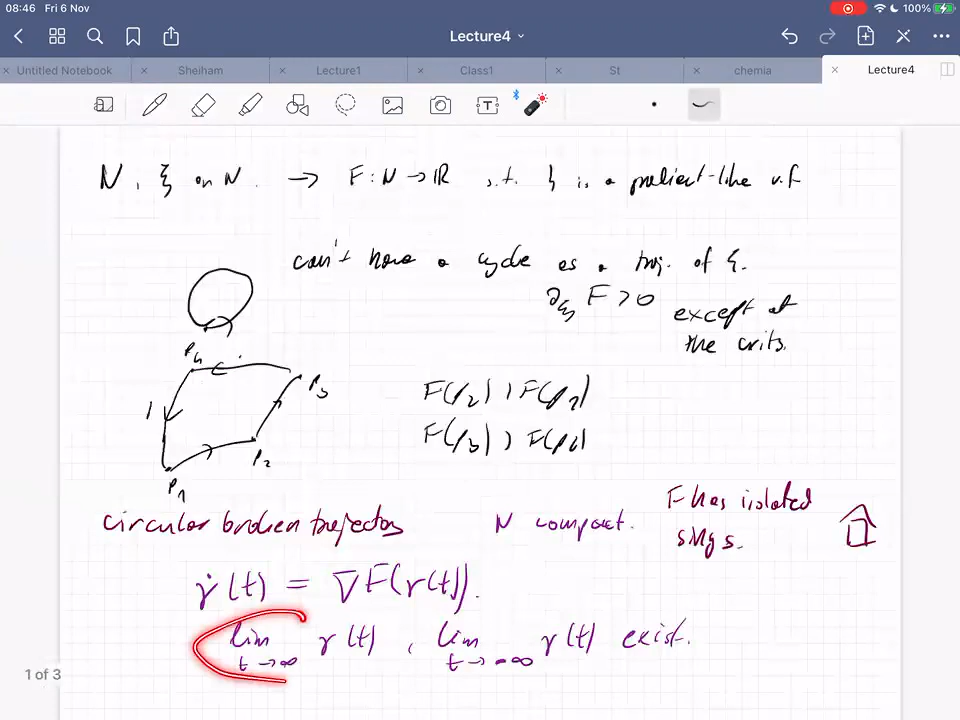 08:46 Fri 6 Nov 100%
Lecture4
Untitled Notebook Sheiham Lecture1 Class1 St chemia Lecture4
N, ξ on N. → F: N → ℝ s.t. ξ is a gradient-like v.f
can't have a cycle as a traj. of ξ.
∂ξ F > 0 except at
the crits.
P4
P3
F(p2) > F(p1)
F(p3) > F(p2)
P2
P1
circular broken trajectory N compact. F has isolated
sings.
γ̇(t) = ∇F(γ(t)).
lim t→∞ γ(t), lim t→-∞ γ(t) exist.
1 of 3